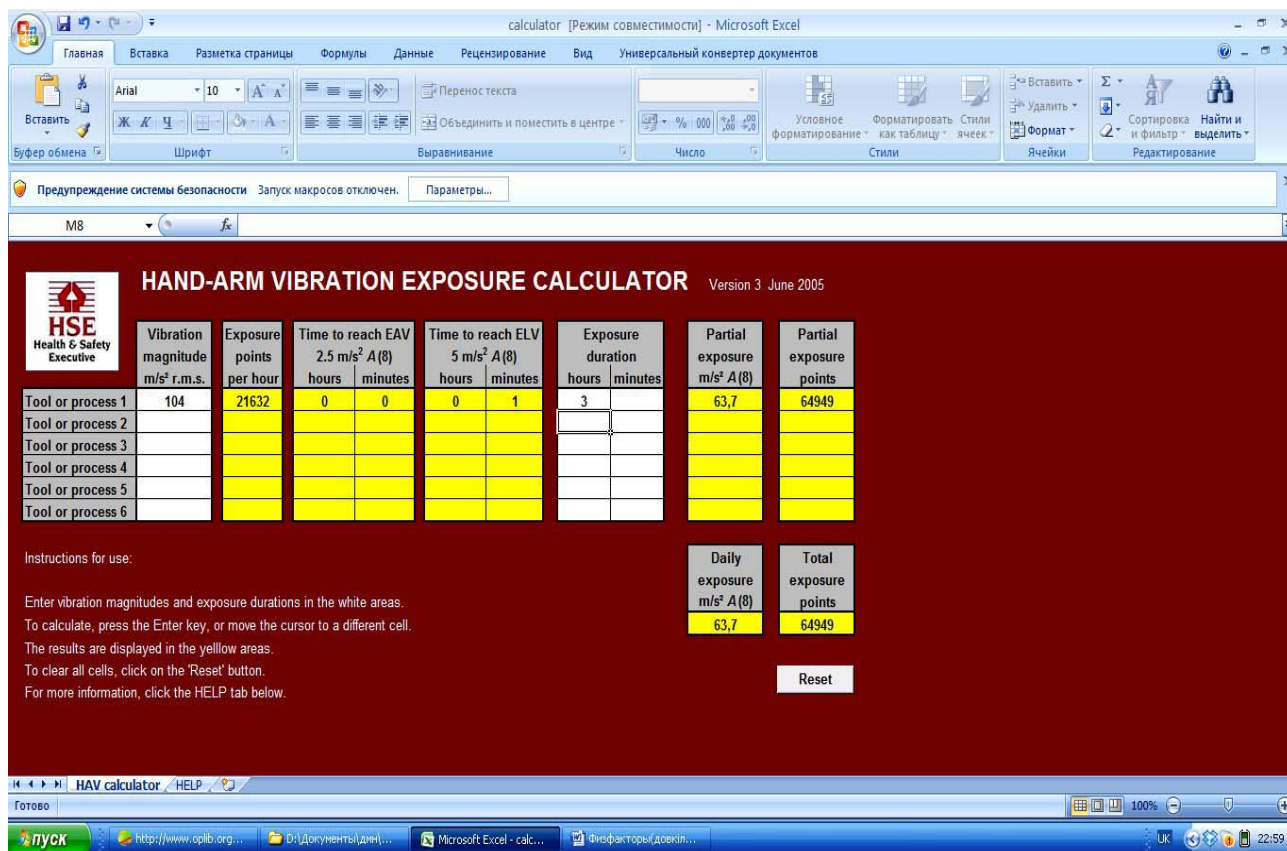 calculator [Режим совместимости] - Microsoft Excel
Главная Вставка Разметка страницы Формулы Данные Рецензирование Вид Универсальный конвертер документов
Вставить
Arial 10
Ж К Ч
Перенос текста
Объединить и поместить в центре
% 000
Условное форматирование
Форматировать как таблицу
Стили ячеек
Вставить
Удалить
Формат
Сортировка и фильтр
Найти и выделить
Буфер обмена Шрифт Выравнивание Число Стили Ячейки Редактирование
Предупреждение системы безопасности Запуск макросов отключен. Параметры...
M8 fx
HSE
Health & Safety
Executive
HAND-ARM VIBRATION EXPOSURE CALCULATOR Version 3 June 2005
Vibration magnitude m/s² r.m.s.
Exposure points per hour
Time to reach EAV 2.5 m/s² A(8) hours minutes
Time to reach ELV 5 m/s² A(8) hours minutes
Exposure duration hours minutes
Partial exposure m/s² A(8)
Partial exposure points
Tool or process 1 104 21632 0 0 0 1 3 63,7 64949
Tool or process 2
Tool or process 3
Tool or process 4
Tool or process 5
Tool or process 6
Instructions for use:
Enter vibration magnitudes and exposure durations in the white areas.
To calculate, press the Enter key, or move the cursor to a different cell.
The results are displayed in the yelllow areas.
To clear all cells, click on the 'Reset' button.
For more information, click the HELP tab below.
Daily exposure m/s² A(8)
63,7
Total exposure points
64949
Reset
HAV calculator HELP
Готово 100%
пуск http://www.oplib.org... D:\Документы\дин\... Microsoft Excel - calc... Физфакторы(довкіл... UK 22:59